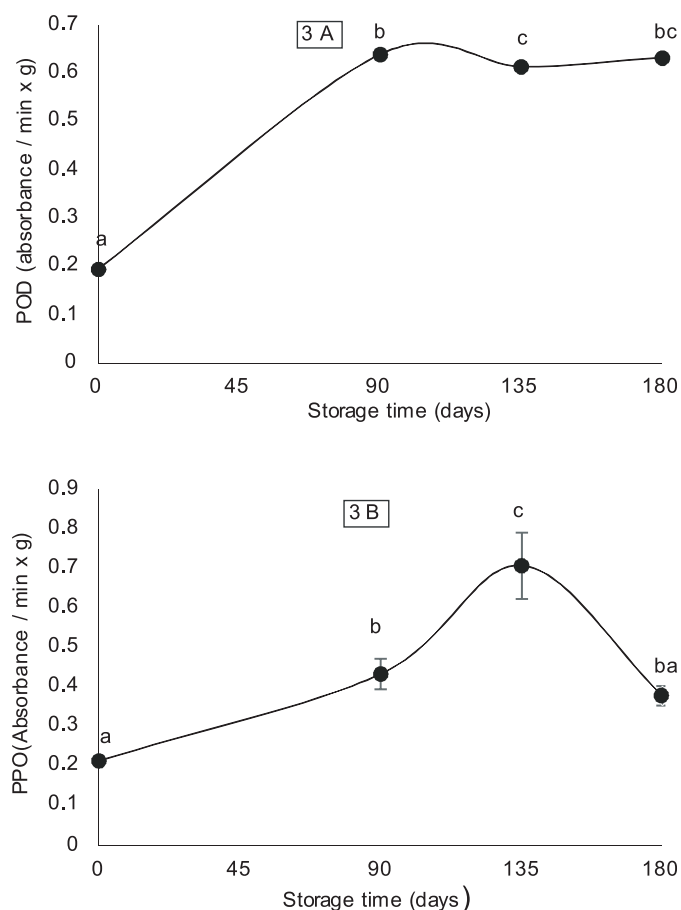 0.7
3 A
b
c
bc
0.6
0.5
0.4
0.3
a
0.2
0.1
0
POD (absorbance / min x g)
0 45 90 135 180
Storage time (days)
0.9
3 B
c
0.8
0.7
0.6
b
0.5
ba
0.4
0.3
a
0.2
0.1
0
PPO(Absorbance / min x g)
0 45 90 135 180
Storage time (days)